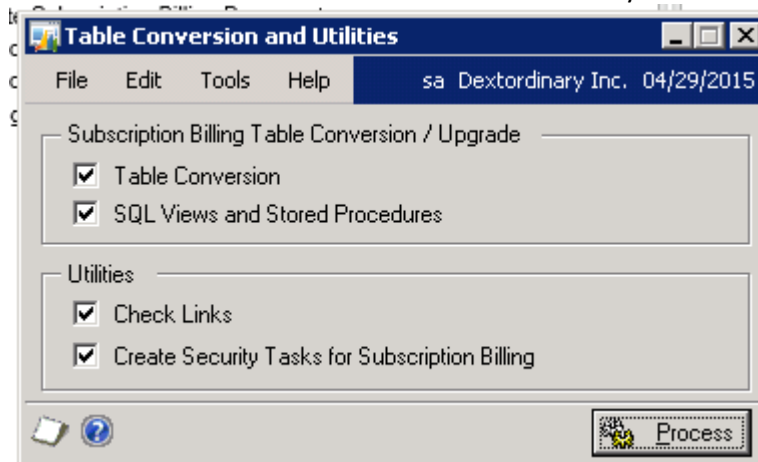 Table Conversion and Utilities
File Edit Tools Help sa Dextordinary Inc. 04/29/2015
Subscription Billing Table Conversion / Upgrade
Table Conversion
SQL Views and Stored Procedures
Utilities
Check Links
Create Security Tasks for Subscription Billing
Process